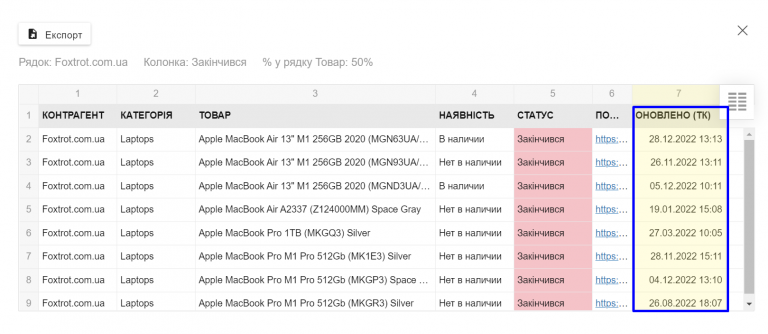 Експорт
Рядок: Foxtrot.com.ua Колонка: Закінчився % у рядку Товар: 50%
1 2 3 4 5 6 7
1 КОНТРАГЕНТ КАТЕГОРІЯ ТОВАР НАЯВНІСТЬ СТАТУС ПО... ОНОВЛЕНО (ТК)
2 Foxtrot.com.ua Laptops Apple MacBook Air 13" M1 256GB 2020 (MGN63UA/... В наличии Закінчився https:... 28.12.2022 13:13
3 Foxtrot.com.ua Laptops Apple MacBook Air 13" M1 256GB 2020 (MGN93UA/... Нет в наличии Закінчився https:... 26.11.2022 13:11
4 Foxtrot.com.ua Laptops Apple MacBook Air 13" M1 256GB 2020 (MGND3UA/... В наличии Закінчився https:... 05.12.2022 10:11
5 Foxtrot.com.ua Laptops Apple MacBook Air A2337 (Z124000MM) Space Gray Нет в наличии Закінчився https:... 19.01.2022 15:08
6 Foxtrot.com.ua Laptops Apple MacBook Pro 1TB (MKGQ3) Silver Нет в наличии Закінчився https:... 27.03.2022 10:05
7 Foxtrot.com.ua Laptops Apple MacBook Pro M1 Pro 512Gb (MK1E3) Silver Нет в наличии Закінчився https:... 28.11.2022 15:11
8 Foxtrot.com.ua Laptops Apple MacBook Pro M1 Pro 512Gb (MKGP3) Space ... Нет в наличии Закінчився https:... 04.12.2022 13:10
9 Foxtrot.com.ua Laptops Apple MacBook Pro M1 Pro 512Gb (MKGR3) Silver Нет в наличии Закінчився https:... 26.08.2022 18:07